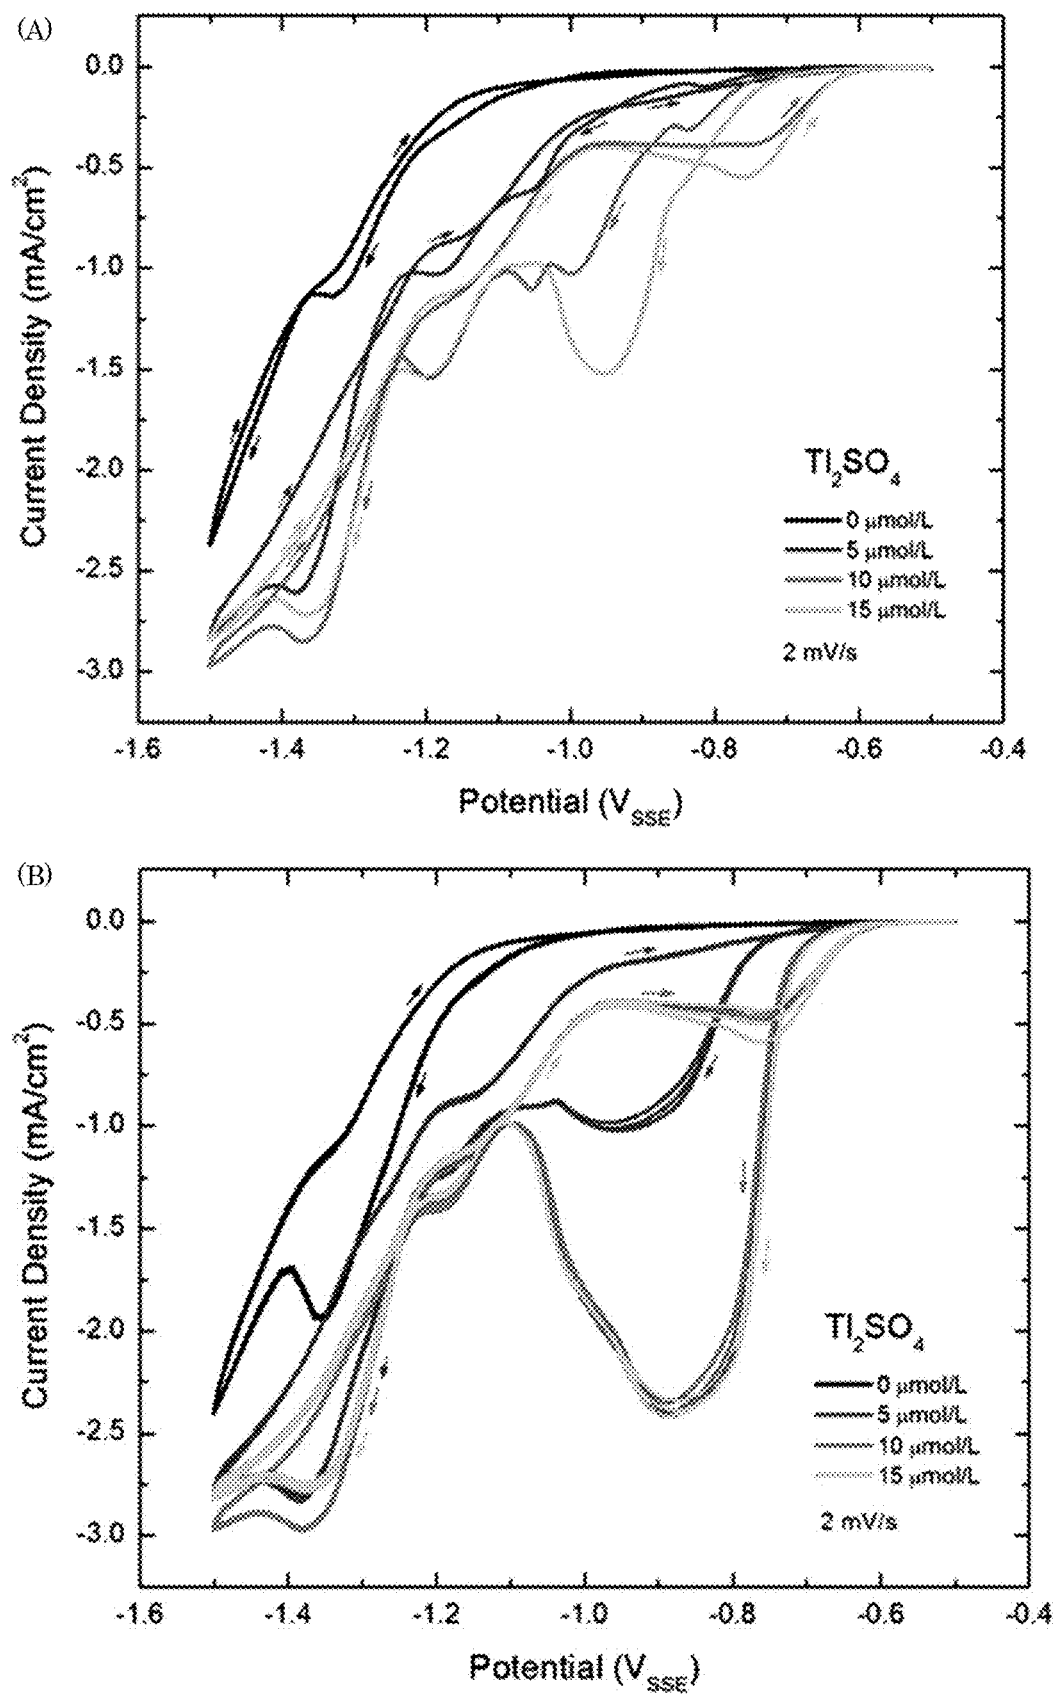 (A)
0.0
-0.5
-1.0
-1.5
-2.0
-2.5
-3.0
Current Density (mA/cm²)
Tl₂SO₄
0 μmol/L
5 μmol/L
10 μmol/L
15 μmol/L
2 mV/s
-1.6 -1.4 -1.2 -1.0 -0.8 -0.6 -0.4
Potential (V_SSE)
(B)
0.0
-0.5
-1.0
-1.5
-2.0
-2.5
-3.0
Current Density (mA/cm²)
Tl₂SO₄
0 μmol/L
5 μmol/L
10 μmol/L
15 μmol/L
2 mV/s
-1.6 -1.4 -1.2 -1.0 -0.8 -0.6 -0.4
Potential (V_SSE)